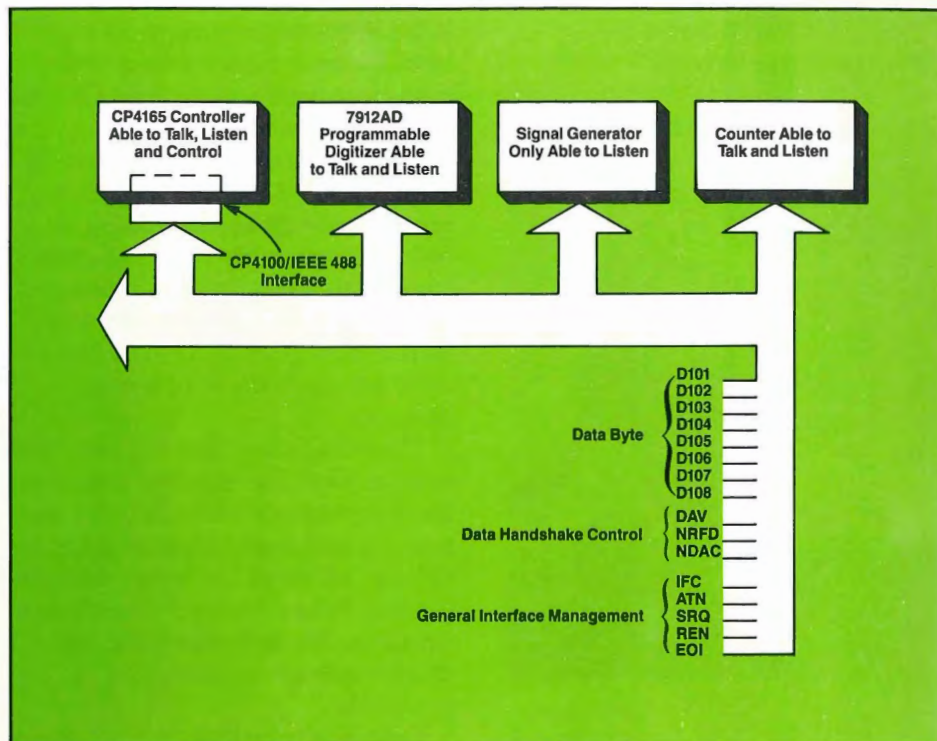 CP4165 Controller
Able to Talk, Listen
and Control
7912AD
Programmable
Digitizer Able
to Talk and Listen
Signal Generator
Only Able to Listen
Counter Able to
Talk and Listen
CP4100/IEEE 488
Interface
Data Byte
D101
D102
D103
D104
D105
D106
D107
D108
Data Handshake Control
DAV
NRFD
NDAC
General Interface Management
IFC
ATN
SRQ
REN
EOI